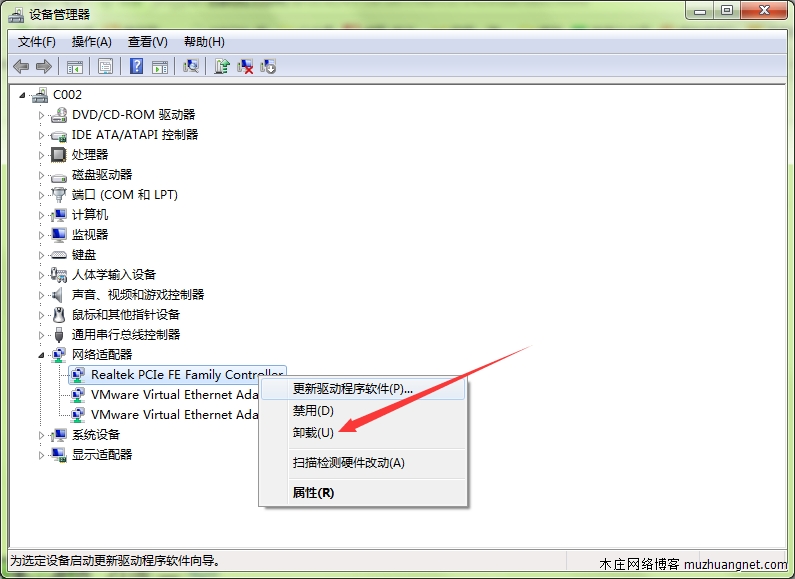 设备管理器
文件(F) 操作(A) 查看(V) 帮助(H)
C002
DVD/CD-ROM 驱动器
IDE ATA/ATAPI 控制器
处理器
磁盘驱动器
端口 (COM 和 LPT)
计算机
监视器
键盘
人体学输入设备
声音、视频和游戏控制器
鼠标和其他指针设备
通用串行总线控制器
网络适配器
Realtek PCIe FE Family Controller
VMware Virtual Ethernet Ada
VMware Virtual Ethernet Ada
系统设备
显示适配器
更新驱动程序软件(P)...
禁用(D)
卸载(U)
扫描检测硬件改动(A)
属性(R)
为选定设备启动更新驱动程序软件向导。
木庄网络博客 muzhuangnet.com